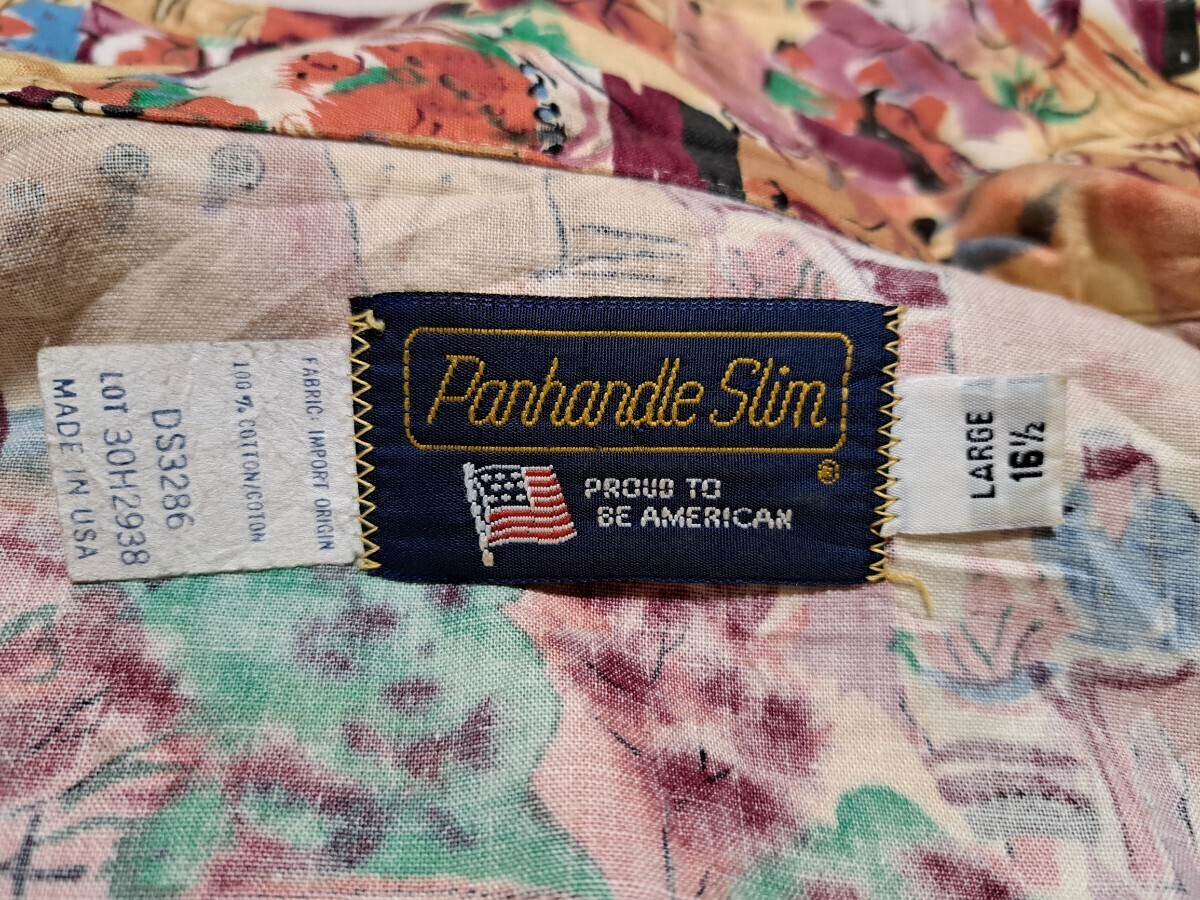 Panhandle Slim
®
PROUD TO
BE AMERICAN
LARGE
16½
FABRIC: IMPORT ORIGIN
100% COTTON/COTON
DS3286
LOT 30H2938
MADE IN USA